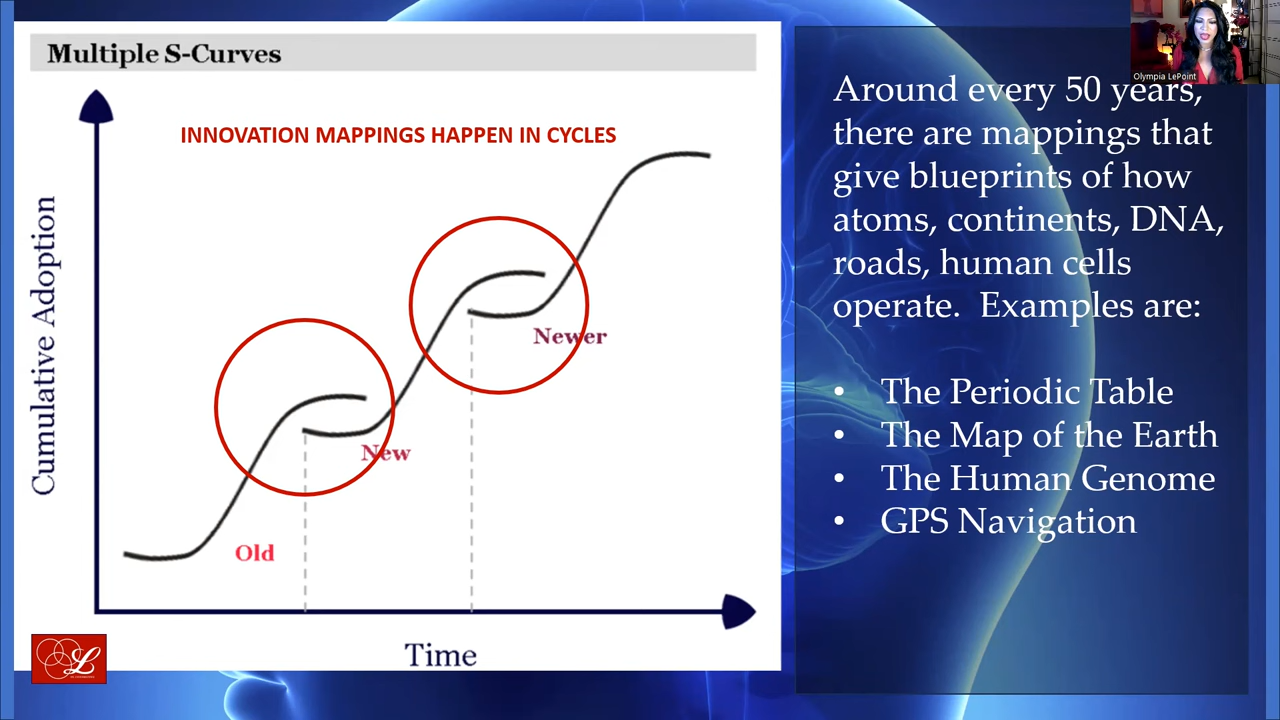 Multiple S-Curves
INNOVATION MAPPINGS HAPPEN IN CYCLES
Cumulative Adoption
Old
New
Newer
Time
L
Olympia LePoint
Around every 50 years,
there are mappings that
give blueprints of how
atoms, continents, DNA,
roads, human cells
operate. Examples are:
• The Periodic Table
• The Map of the Earth
• The Human Genome
• GPS Navigation